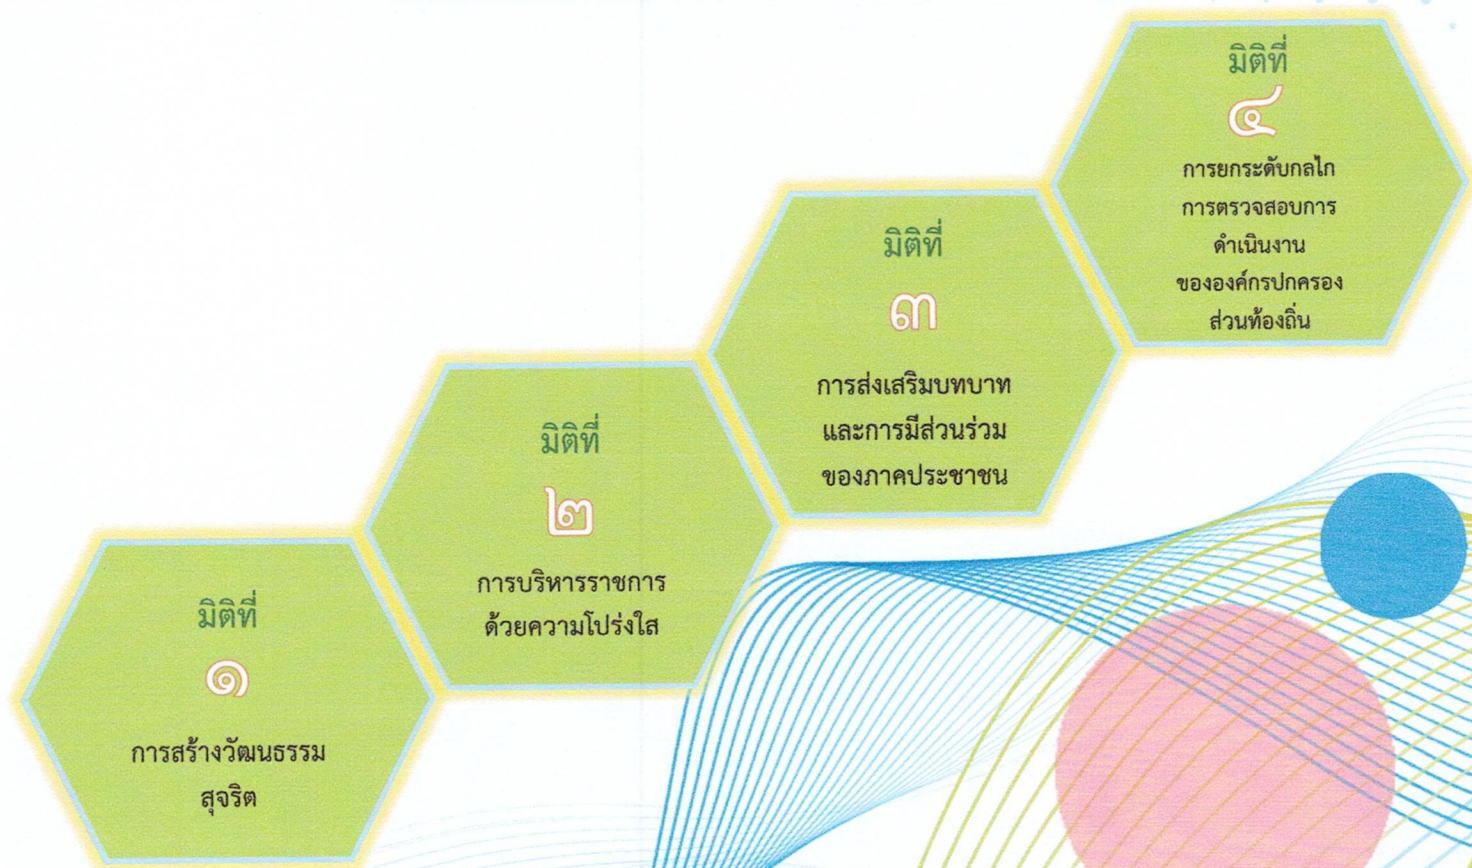 มิติที่
๑
การสร้างวัฒนธรรม
สุจริต
มิติที่
๒
การบริหารราชการ
ด้วยความโปร่งใส
มิติที่
๓
การส่งเสริมบทบาท
และการมีส่วนร่วม
ของภาคประชาชน
มิติที่
๔
การยกระดับกลไก
การตรวจสอบการ
ดำเนินงาน
ขององค์กรปกครอง
ส่วนท้องถิ่น